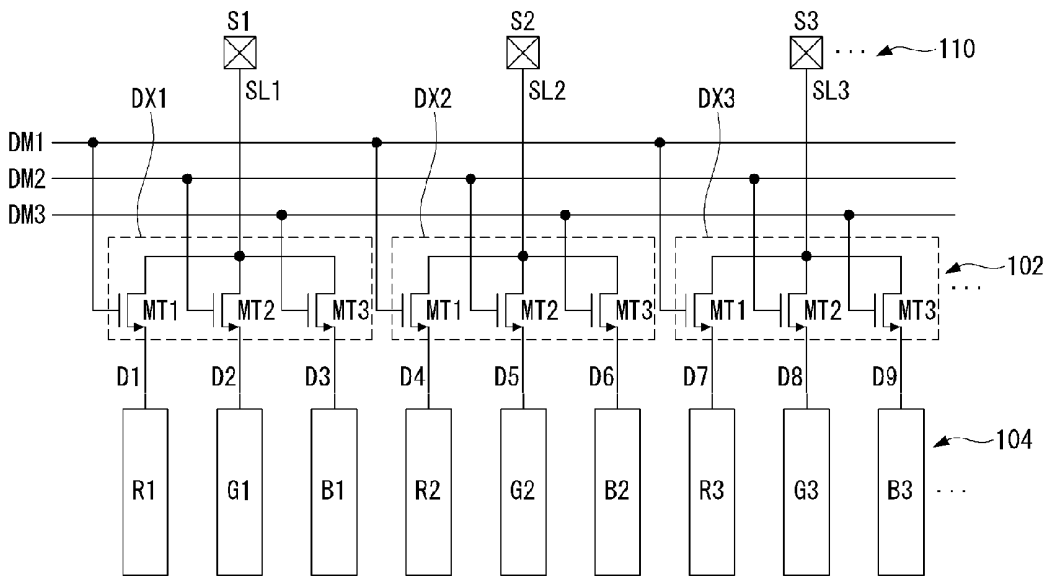 S1 S2 S3 ··· 110
SL1 SL2 SL3
DX1 DX2 DX3
DM1
DM2
DM3
102
MT1 MT2 MT3 MT1 MT2 MT3 MT1 MT2 MT3 ···
D1 D2 D3 D4 D5 D6 D7 D8 D9
104
R1 G1 B1 R2 G2 B2 R3 G3 B3 ···